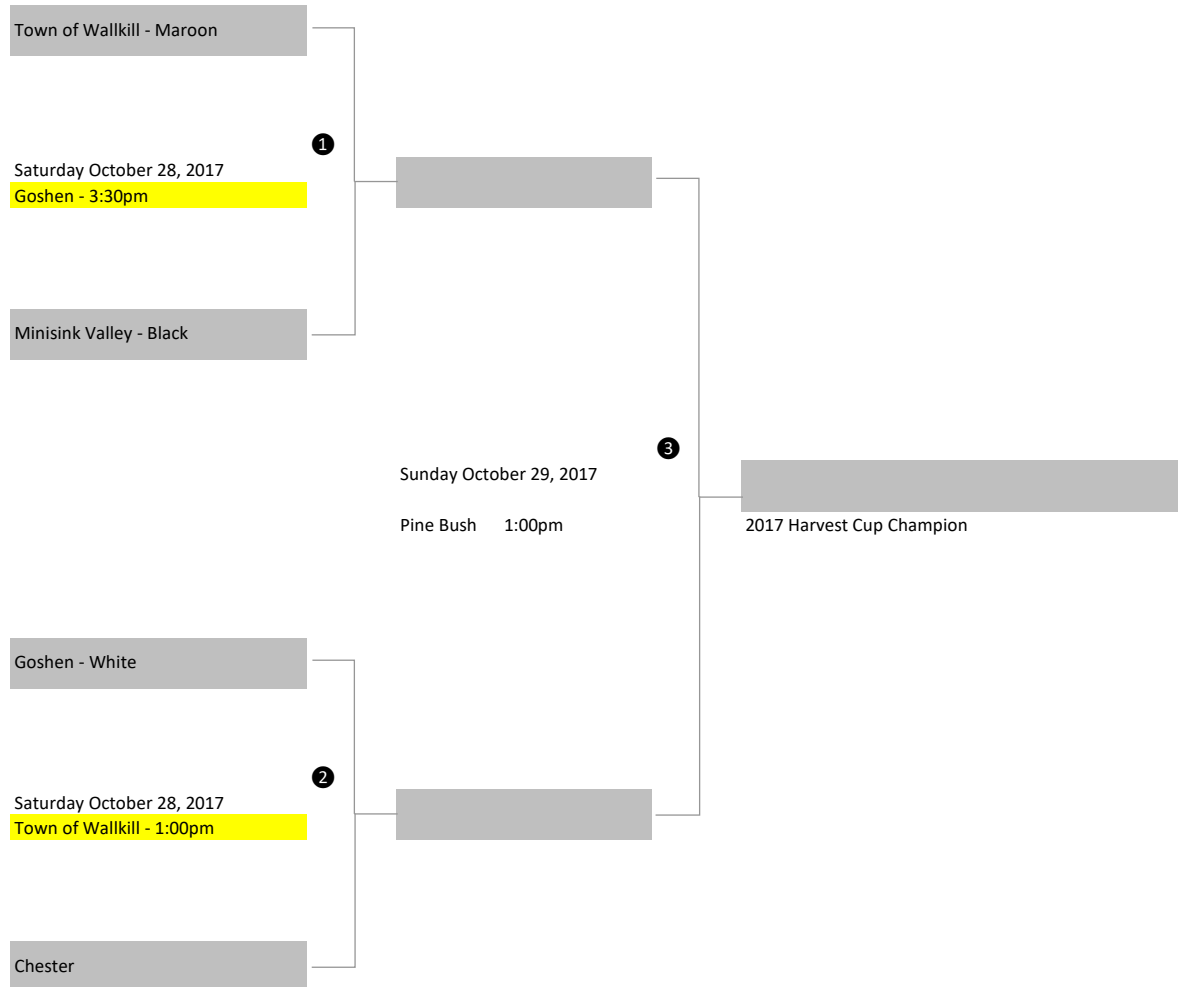 Town of Wallkill - Maroon
❶
Saturday October 28, 2017
Goshen - 3:30pm
Minisink Valley - Black
❸
Sunday October 29, 2017
Pine Bush 1:00pm
2017 Harvest Cup Champion
Goshen - White
❷
Saturday October 28, 2017
Town of Wallkill - 1:00pm
Chester